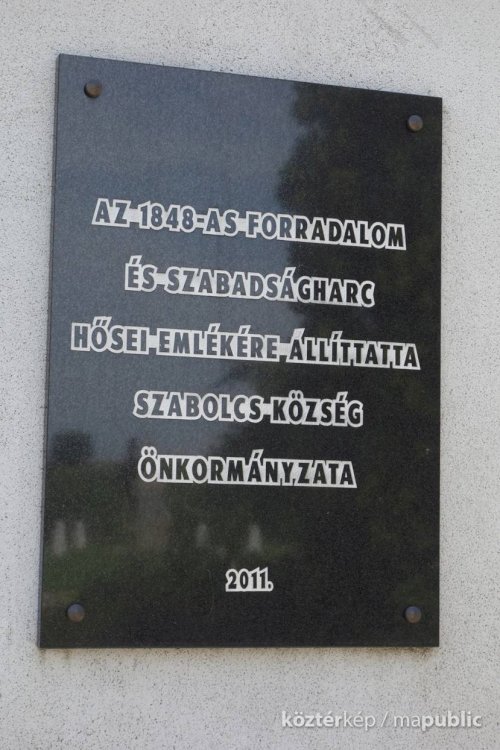 AZ 1848-AS FORRADALOM
ÉS SZABADSÁGHARC
HŐSEI EMLÉKÉRE ÁLLÍTTATTA
SZABOLCS KÖZSÉG
ÖNKORMÁNYZATA
2011.
köztérkép / mapublic